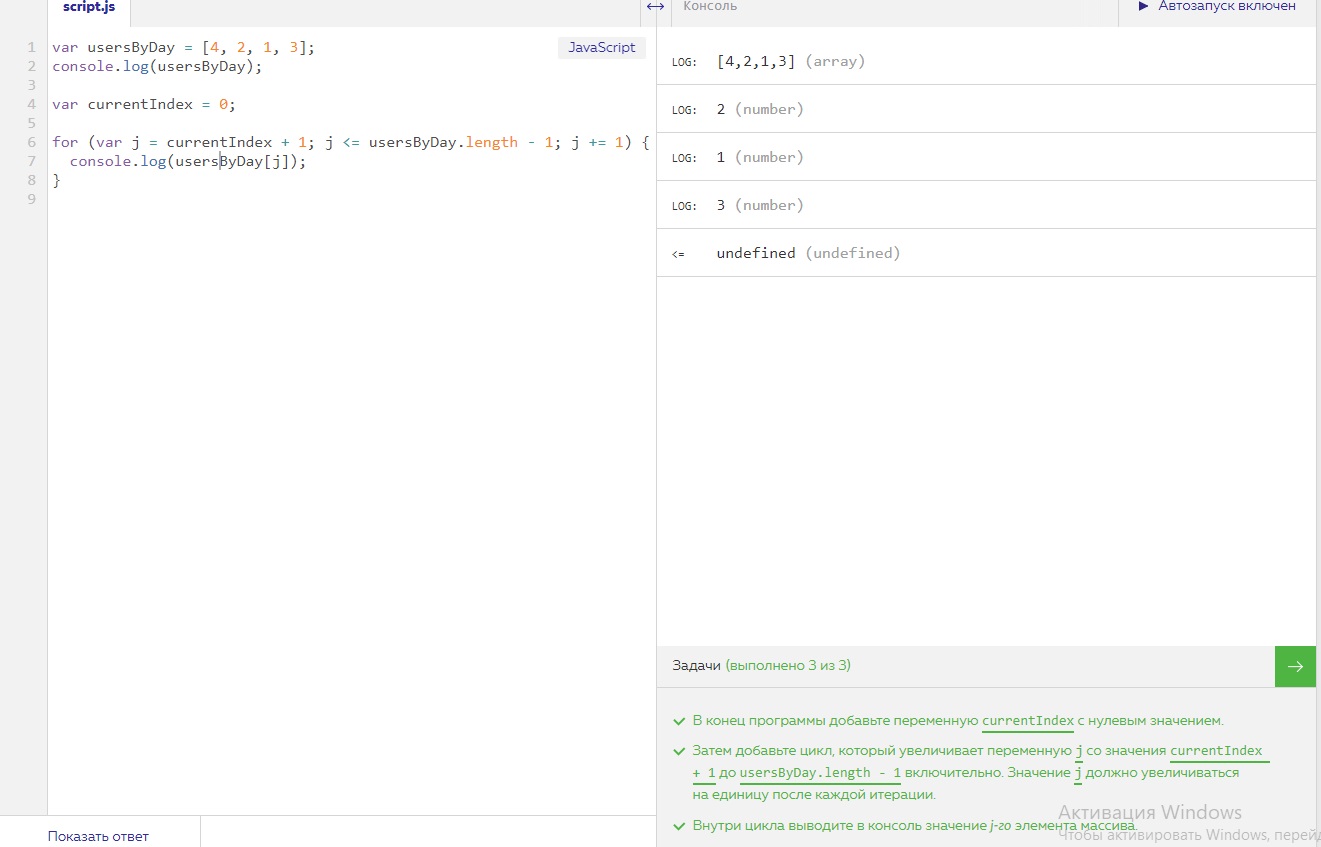 script.js
↔
Консоль
▶ Автозапуск включен
JavaScript
1 var usersByDay = [4, 2, 1, 3];
2 console.log(usersByDay);
3
4 var currentIndex = 0;
5
6 for (var j = currentIndex + 1; j <= usersByDay.length - 1; j += 1) {
7   console.log(usersByDay[j]);
8 }
9
Показать ответ
LOG: [4,2,1,3] (array)
LOG: 2 (number)
LOG: 1 (number)
LOG: 3 (number)
<= undefined (undefined)
Задачи (выполнено 3 из 3)
→
В конец программы добавьте переменную currentIndex с нулевым значением.
Затем добавьте цикл, который увеличивает переменную j со значения currentIndex
+ 1 до usersByDay.length - 1 включительно. Значение j должно увеличиваться
на единицу после каждой итерации.
Внутри цикла выводите в консоль значение j-го элемента массива.
Активация Windows
Чтобы активировать Windows,